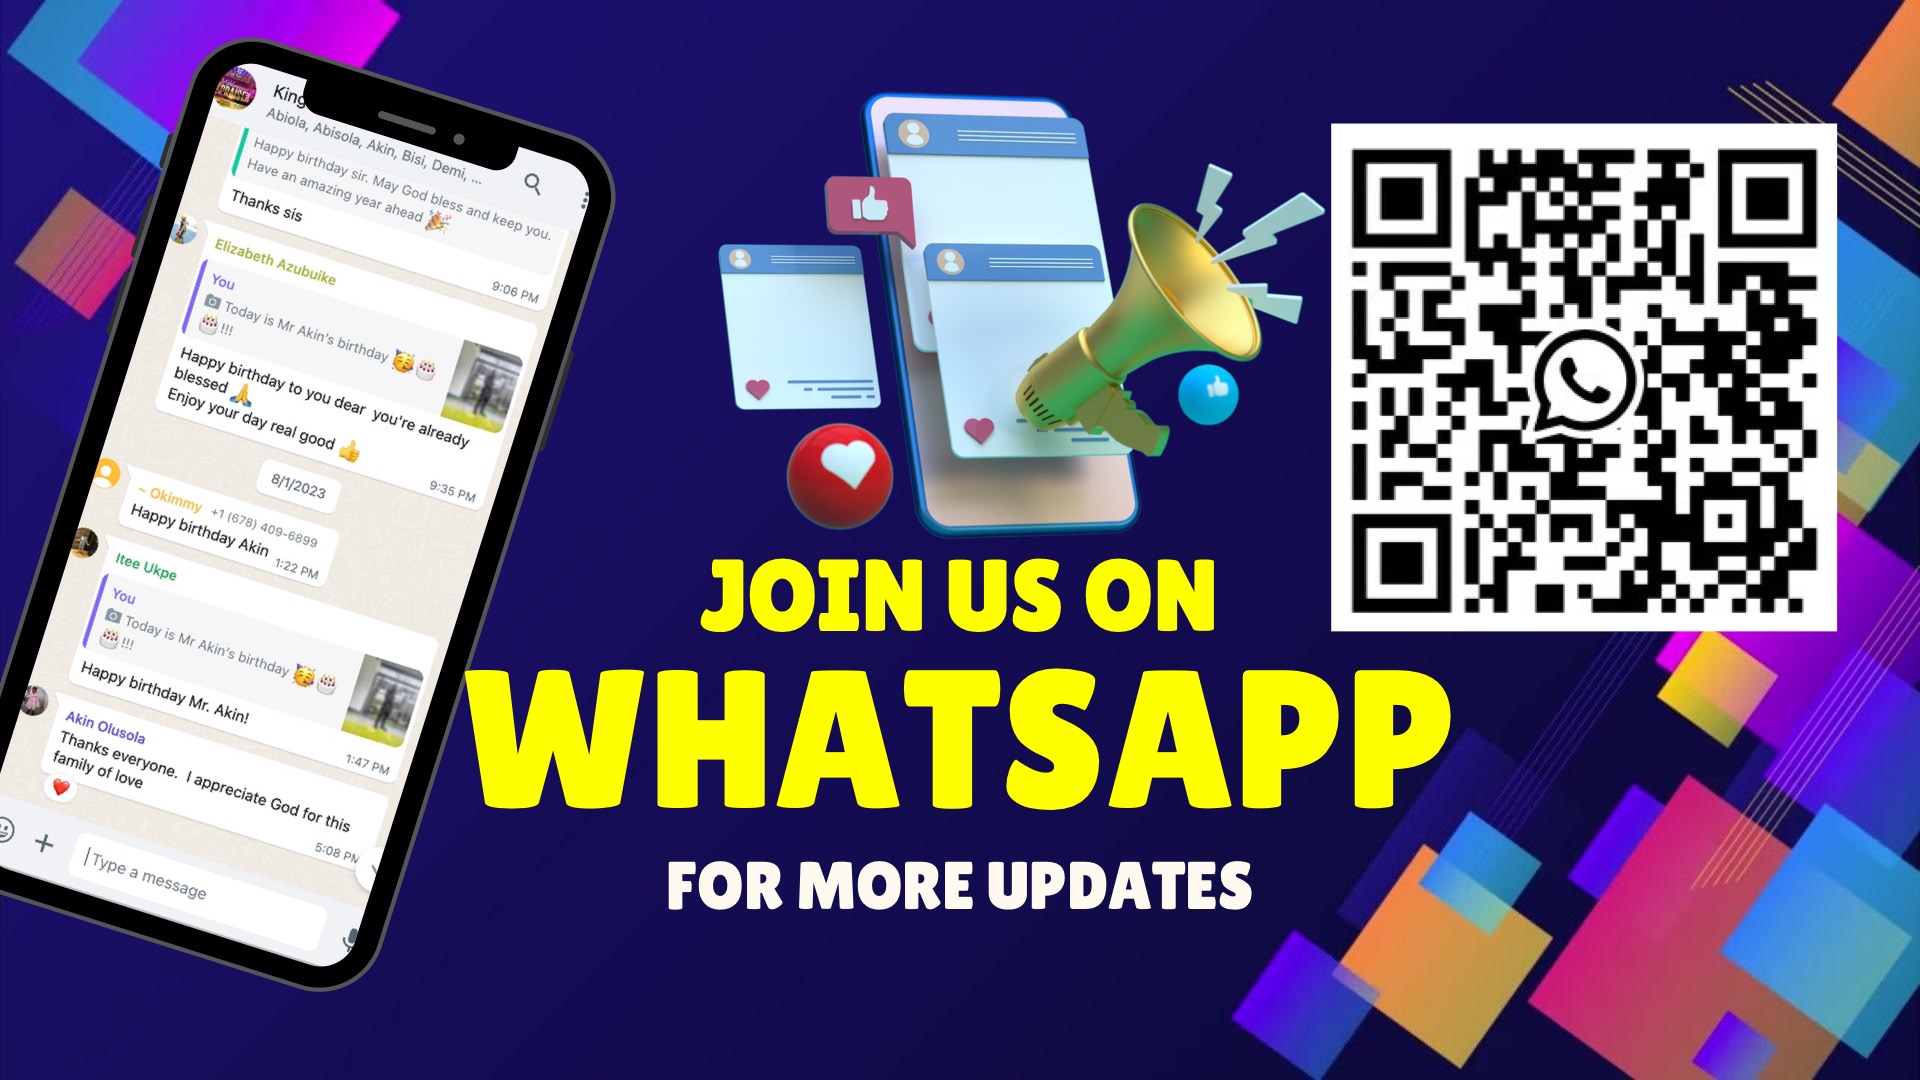 King
Abiola, Abisola, Akin, Bisi, Demi, ...
Happy birthday sir. May God bless and keep you.
Have an amazing year ahead 🎉
Thanks sis
9:06 PM
Elizabeth Azubuike
You
📷 Today is Mr Akin's birthday 🥳🎂
🎂!!!
Happy birthday to you dear you're already
blessed 🙏
Enjoy your day real good 👍
9:35 PM
8/1/2023
~ Okimmy +1 (678) 409-6899
Happy birthday Akin
1:22 PM
Itee Ukpe
You
📷 Today is Mr Akin's birthday 🥳🎂
🎂!!!
Happy birthday Mr. Akin!
1:47 PM
Akin Olusola
Thanks everyone. I appreciate God for this
family of love
5:08 PM
❤️
Type a message
JOIN US ON
WHATSAPP
FOR MORE UPDATES